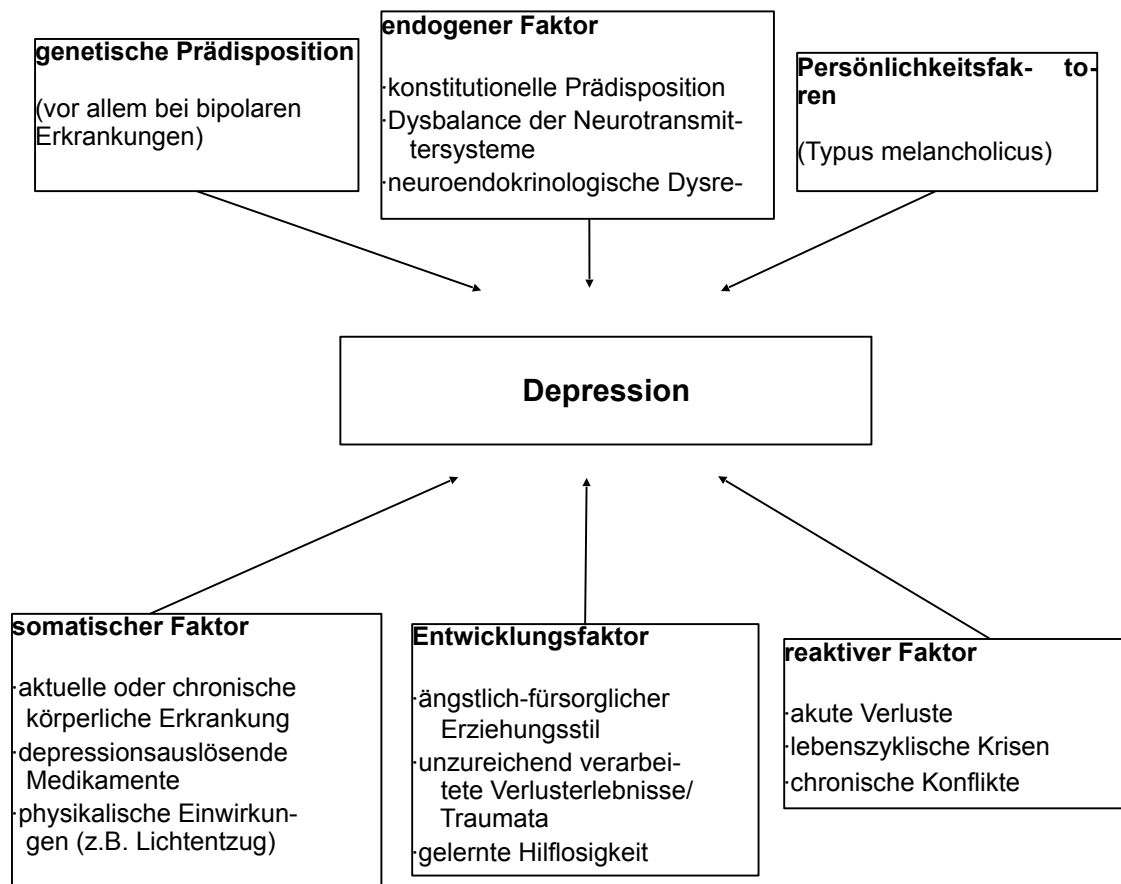 genetische Prädisposition
(vor allem bei bipolaren
Erkrankungen)
endogener Faktor
·konstitutionelle Prädisposition
·Dysbalance der Neurotransmit-
tersysteme
·neuroendokrinologische Dysre-
Persönlichkeitsfak- to-
ren
(Typus melancholicus)
Depression
somatischer Faktor
·aktuelle oder chronische
körperliche Erkrankung
·depressionsauslösende
Medikamente
·physikalische Einwirkun-
gen (z.B. Lichtentzug)
Entwicklungsfaktor
·ängstlich-fürsorglicher
Erziehungsstil
·unzureichend verarbei-
tete Verlusterlebnisse/
Traumata
·gelernte Hilflosigkeit
reaktiver Faktor
·akute Verluste
·lebenszyklische Krisen
·chronische Konflikte